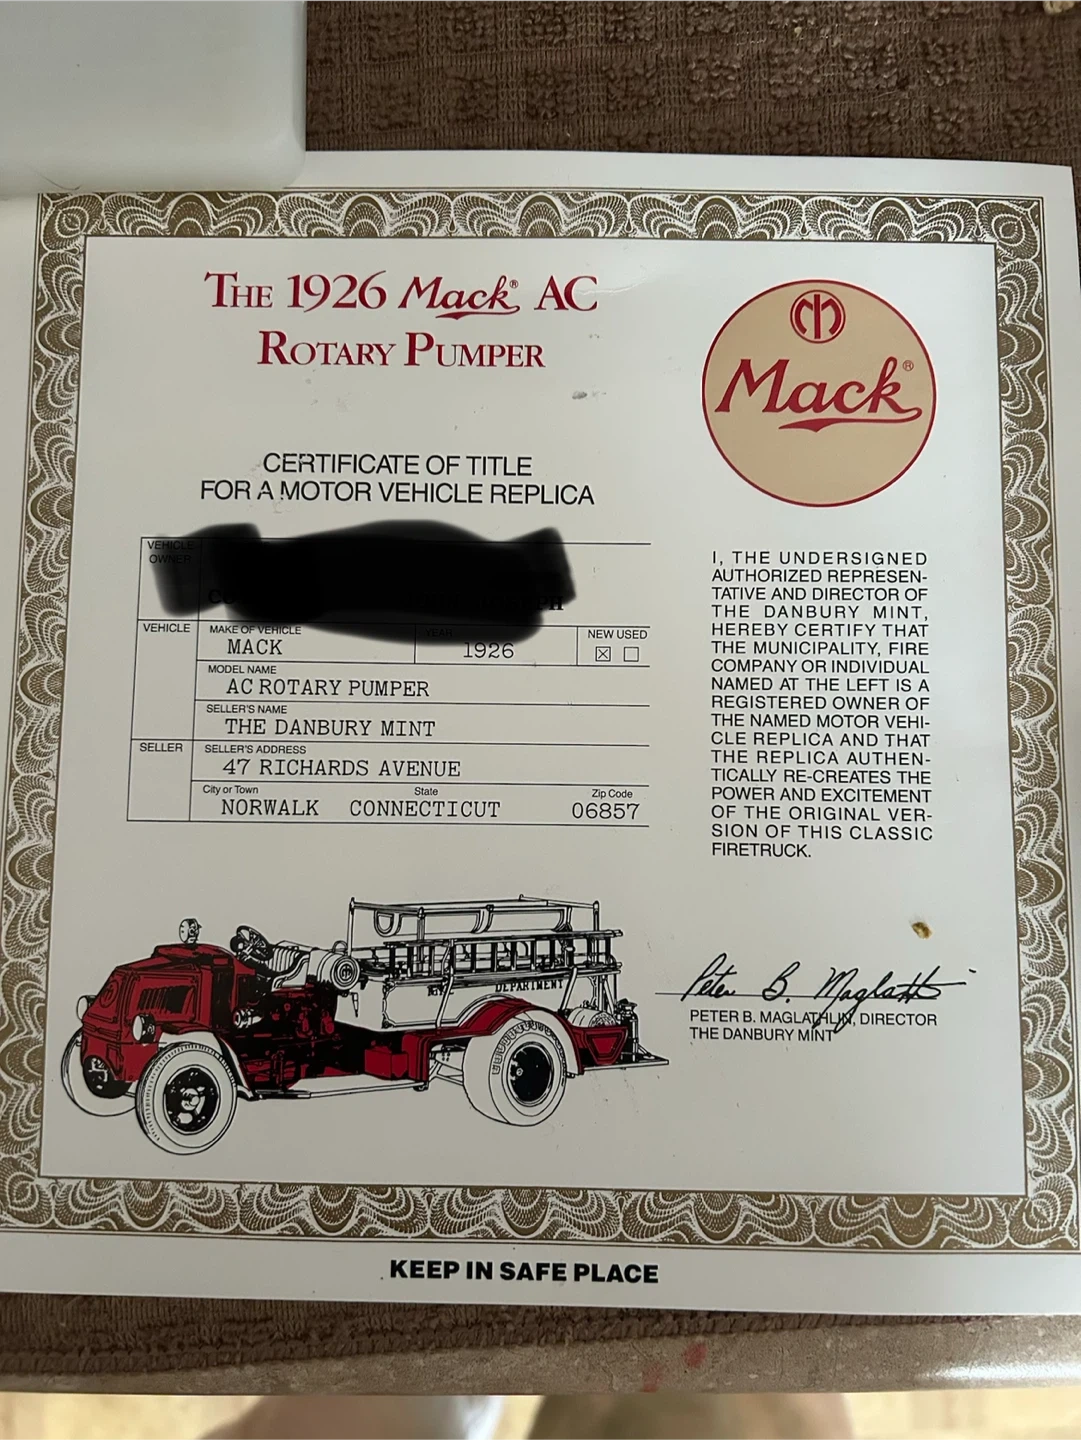 THE 1926 Mack® AC
ROTARY PUMPER
Mack®
CERTIFICATE OF TITLE
FOR A MOTOR VEHICLE REPLICA
VEHICLE
OWNER
VEHICLE
MAKE OF VEHICLE
MACK
YEAR
1926
NEW USED
MODEL NAME
AC ROTARY PUMPER
SELLER'S NAME
THE DANBURY MINT
SELLER
SELLER'S ADDRESS
47 RICHARDS AVENUE
City or Town State Zip Code
NORWALK CONNECTICUT 06857
I, THE UNDERSIGNED
AUTHORIZED REPRESEN-
TATIVE AND DIRECTOR OF
THE DANBURY MINT,
HEREBY CERTIFY THAT
THE MUNICIPALITY, FIRE
COMPANY OR INDIVIDUAL
NAMED AT THE LEFT IS A
REGISTERED OWNER OF
THE NAMED MOTOR VEHI-
CLE REPLICA AND THAT
THE REPLICA AUTHEN-
TICALLY RE-CREATES THE
POWER AND EXCITEMENT
OF THE ORIGINAL VER-
SION OF THIS CLASSIC
FIRETRUCK.
DEPARTMENT
Peter B. Maglathlin
PETER B. MAGLATHLIN, DIRECTOR
THE DANBURY MINT
KEEP IN SAFE PLACE